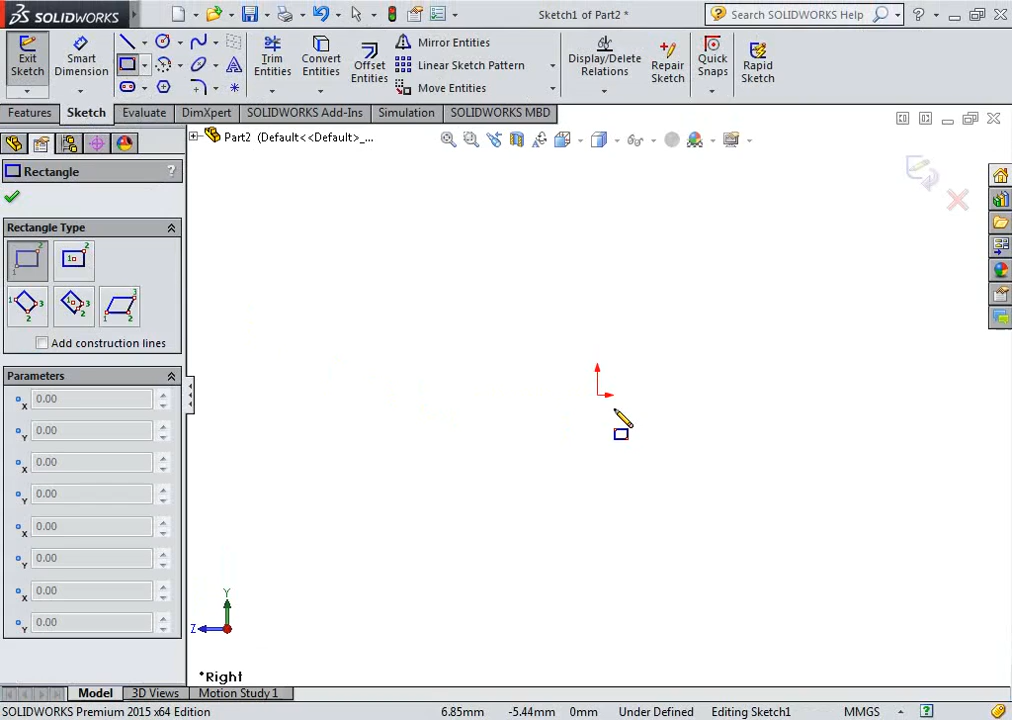 SOLIDWORKS
Sketch1 of Part2 *
Search SOLIDWORKS Help
Exit Sketch
Smart Dimension
Trim Entities
Convert Entities
Offset Entities
Mirror Entities
Linear Sketch Pattern
Move Entities
Display/Delete Relations
Repair Sketch
Quick Snaps
Rapid Sketch
Features
Sketch
Evaluate
DimXpert
SOLIDWORKS Add-Ins
Simulation
SOLIDWORKS MBD
Part2 (Default<<Default>_...
Rectangle
?
Rectangle Type
Add construction lines
Parameters
X 0.00
Y 0.00
X 0.00
Y 0.00
X 0.00
Y 0.00
X 0.00
Y 0.00
Y
Z
*Right
Model
3D Views
Motion Study 1
SOLIDWORKS Premium 2015 x64 Edition
6.85mm
-5.44mm
0mm
Under Defined
Editing Sketch1
MMGS
?